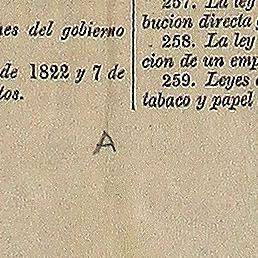 nes del gobierno
de 1822 y 7 de
tos.
257. La ley
bucion directa
258. La ley
cion de un emp
259. Leyes
tabaco y papel
A